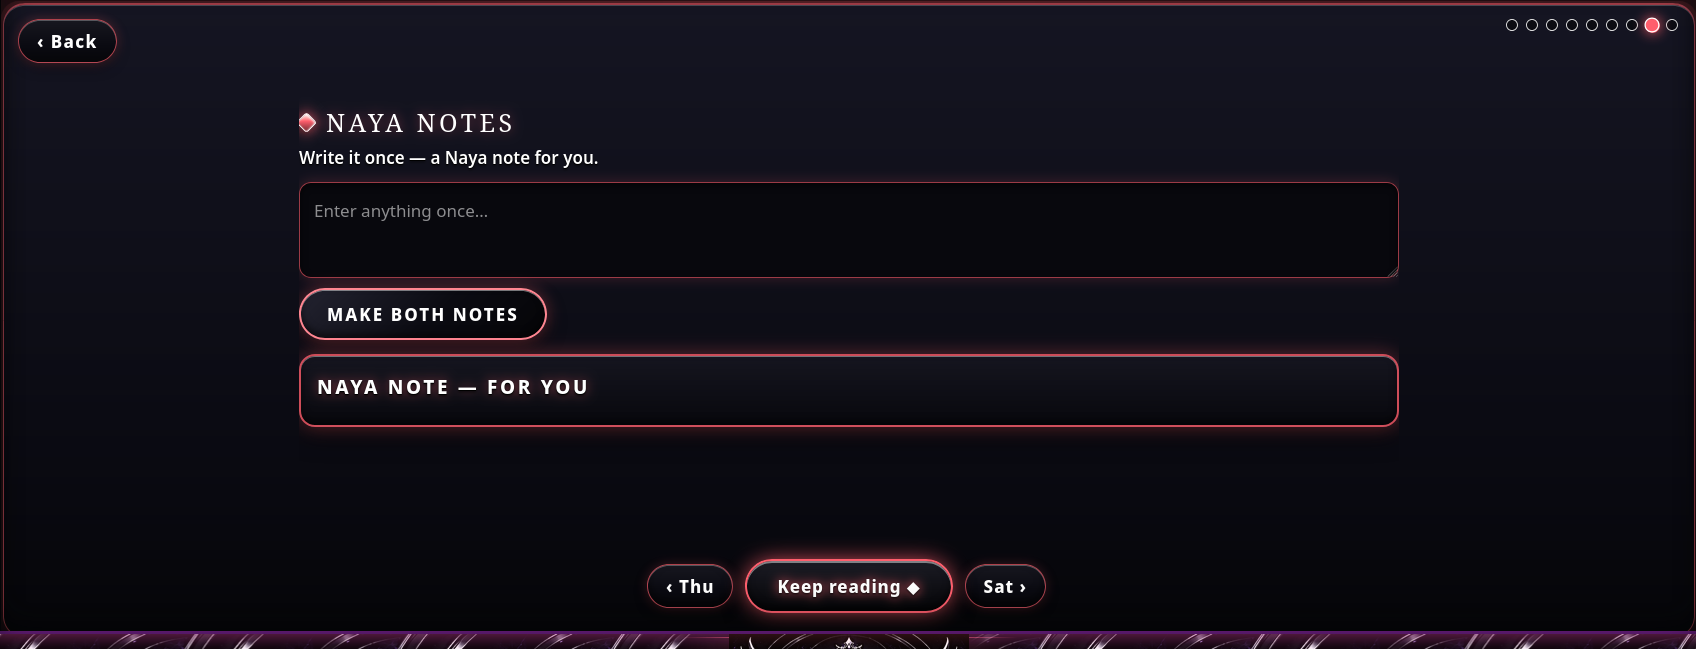 ‹ Back
NAYA NOTES
Write it once — a Naya note for you.
Enter anything once...
MAKE BOTH NOTES
NAYA NOTE — FOR YOU
‹ Thu
Keep reading ◆
Sat ›